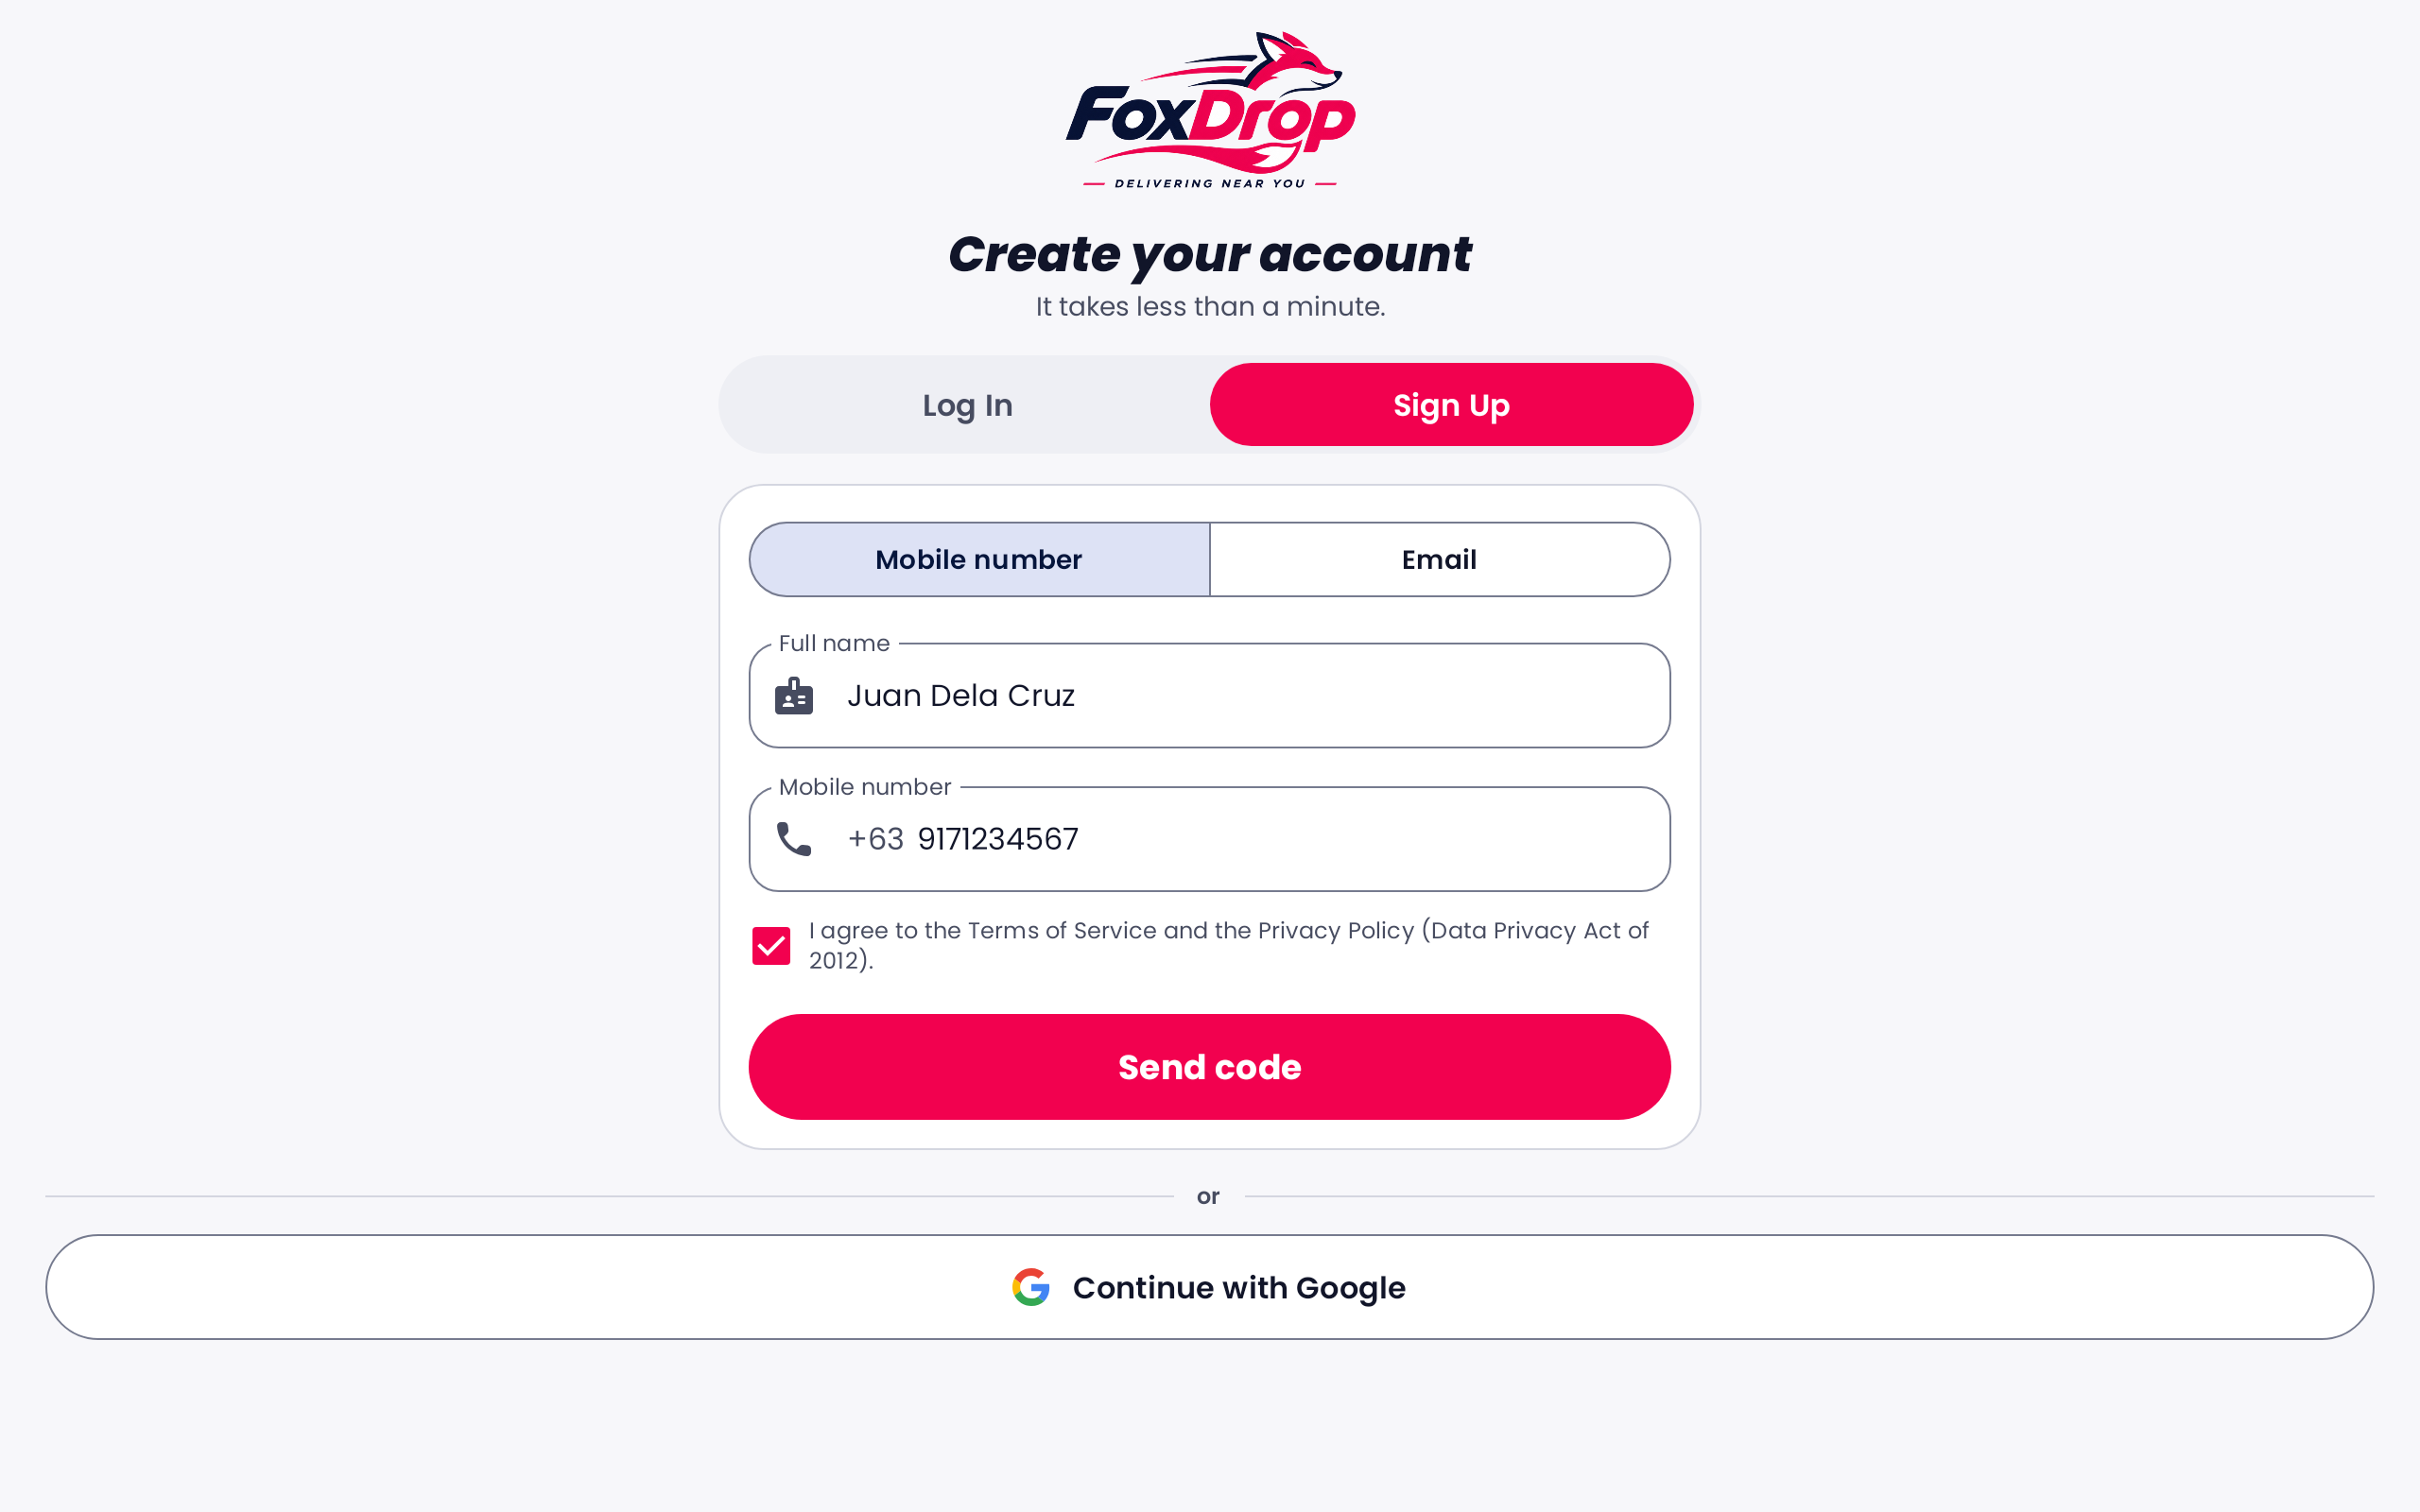 FoxDrop
DELIVERING NEAR YOU
Create your account
It takes less than a minute.
Log In
Sign Up
Mobile number
Email
Full name
Juan Dela Cruz
Mobile number
+63 9171234567
I agree to the Terms of Service and the Privacy Policy (Data Privacy Act of
2012).
Send code
or
Continue with Google